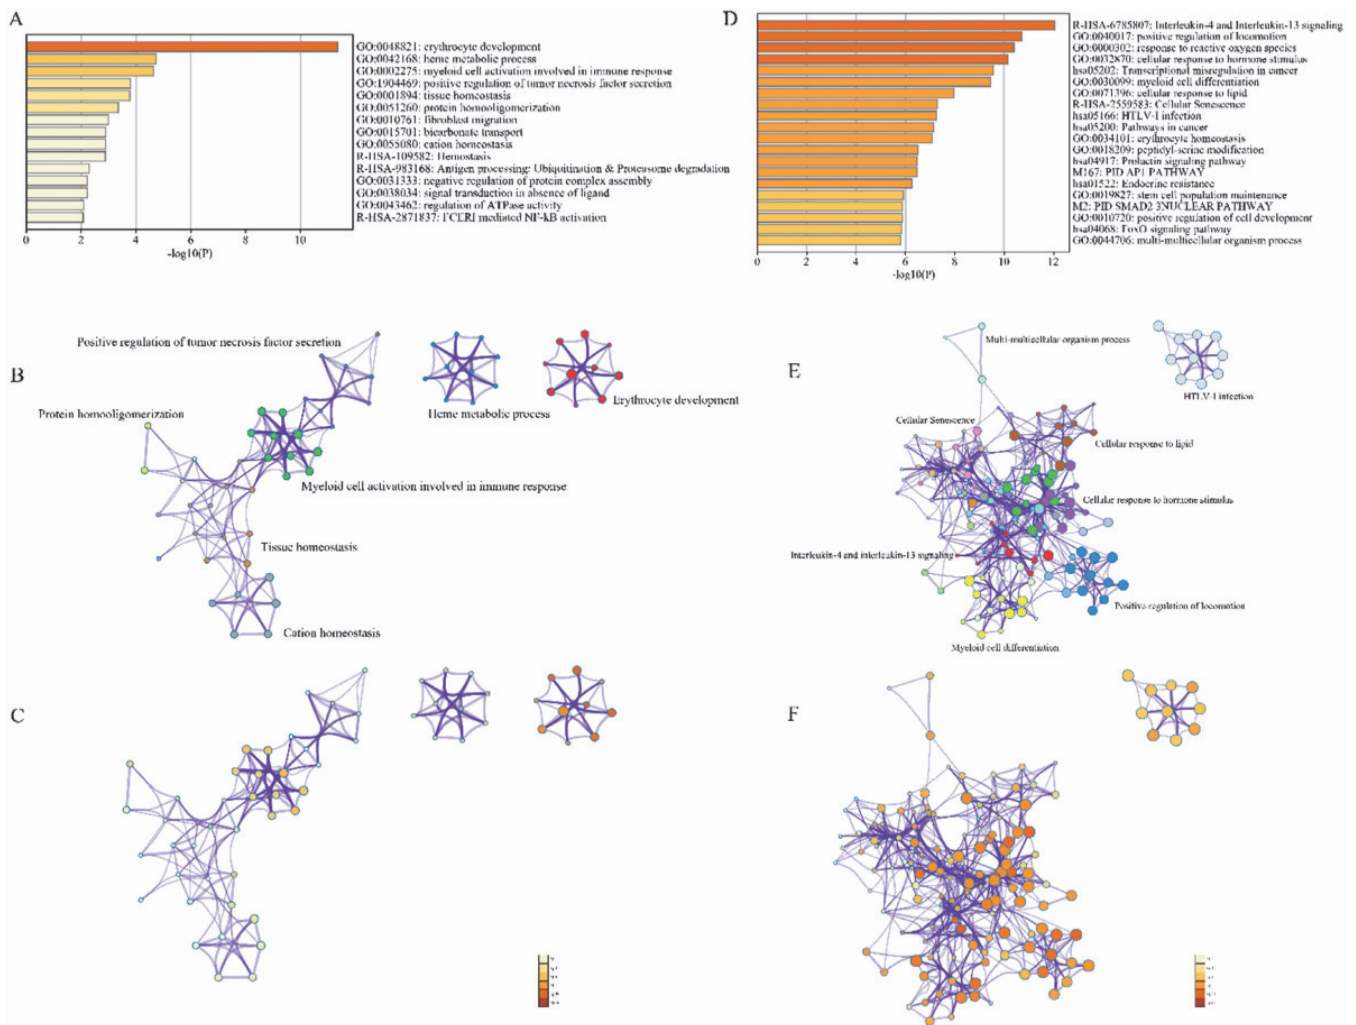 A
GO:0048821: erythrocyte development
GO:0042168: heme metabolic process
GO:0002275: myeloid cell activation involved in immune response
GO:1904469: positive regulation of tumor necrosis factor secretion
GO:0001894: tissue homeostasis
GO:0051260: protein homooligomerization
GO:0010761: fibroblast migration
GO:0015701: bicarbonate transport
GO:0055080: cation homeostasis
R-HSA-109582: Hemostasis
R-HSA-983168: Antigen processing: Ubiquitination & Proteasome degradation
GO:0031333: negative regulation of protein complex assembly
GO:0038034: signal transduction in absence of ligand
GO:0043462: regulation of ATPase activity
R-HSA-2871837: FCERI mediated NF-kB activation
0 2 4 6 8 10
-log10(P)
D
R-HSA-6785807: Interleukin-4 and Interleukin-13 signaling
GO:0040017: positive regulation of locomotion
GO:0000302: response to reactive oxygen species
GO:0032870: cellular response to hormone stimulus
hsa05202: Transcriptional misregulation in cancer
GO:0030099: myeloid cell differentiation
GO:0071396: cellular response to lipid
R-HSA-2559583: Cellular Senescence
hsa05166: HTLV-I infection
hsa05200: Pathways in cancer
GO:0034101: erythrocyte homeostasis
GO:0018209: peptidyl-serine modification
hsa04917: Prolactin signaling pathway
M167: PID AP1 PATHWAY
hsa01522: Endocrine resistance
GO:0019827: stem cell population maintenance
M2: PID SMAD2 3NUCLEAR PATHWAY
GO:0010720: positive regulation of cell development
hsa04068: FoxO signaling pathway
GO:0044706: multi-multicellular organism process
0 2 4 6 8 10 12
-log10(P)
B
Positive regulation of tumor necrosis factor secretion
Protein homooligomerization
Heme metabolic process
Erythrocyte development
Myeloid cell activation involved in immune response
Tissue homeostasis
Cation homeostasis
E
Multi-multicellular organism process
HTLV-I infection
Cellular Senescence
Cellular response to lipid
Cellular response to hormone stimulus
Interleukin-4 and interleukin-13 signaling
Positive regulation of locomotion
Myeloid cell differentiation
C
F